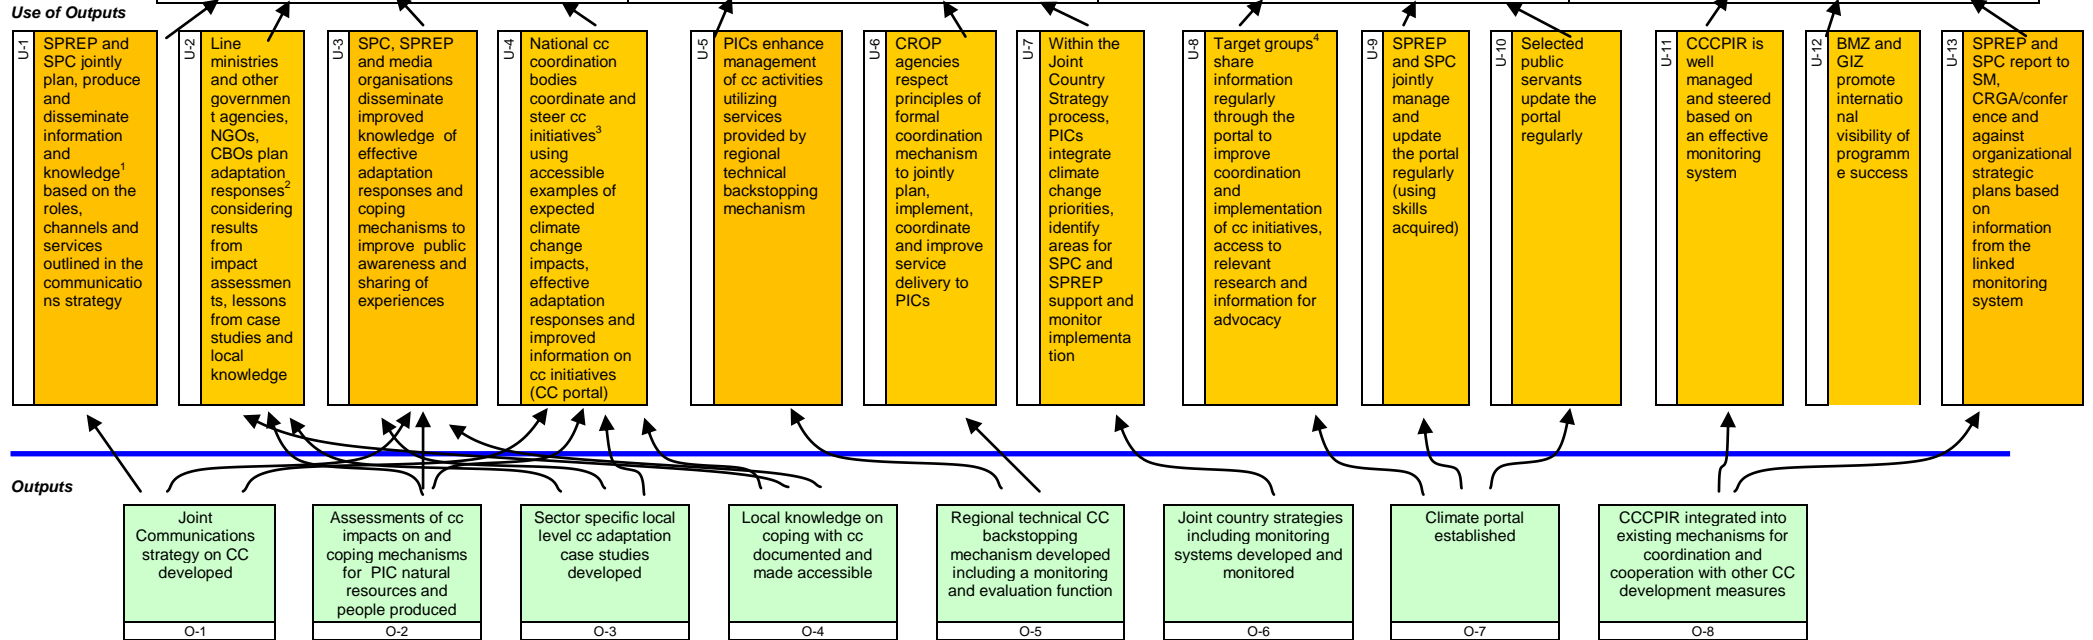 Use of Outputs
U-1
SPREP and
SPC jointly
plan, produce
and
disseminate
information
and
knowledge1
based on the
roles,
channels and
services
outlined in the
communicatio
ns strategy
U-2
Line
ministries
and other
governmen
t agencies,
NGOs,
CBOs plan
adaptation
responses2
considering
results
from
impact
assessmen
ts, lessons
from case
studies and
local
knowledge
U-3
SPC, SPREP
and media
organisations
disseminate
improved
knowledge of
effective
adaptation
responses and
coping
mechanisms to
improve public
awareness and
sharing of
experiences
U-4
National cc
coordination
bodies
coordinate and
steer cc
initiatives3
using
accessible
examples of
expected
climate
change
impacts,
effective
adaptation
responses and
improved
information on
cc initiatives
(CC portal)
U-5
PICs enhance
management
of cc activities
utilizing
services
provided by
regional
technical
backstopping
mechanism
U-6
CROP
agencies
respect
principles of
formal
coordination
mechanism
to jointly
plan,
implement,
coordinate
and improve
service
delivery to
PICs
U-7
Within the
Joint
Country
Strategy
process,
PICs
integrate
climate
change
priorities,
identify
areas for
SPC and
SPREP
support and
monitor
implementa
tion
U-8
Target groups4
share
information
regularly
through the
portal to
improve
coordination
and
implementation
of cc initiatives,
access to
relevant
research and
information for
advocacy
U-9
SPREP
and SPC
jointly
manage
and
update
the portal
regularly
(using
skills
acquired)
U-10
Selected
public
servants
update the
portal
regularly
U-11
CCCPIR is
well
managed
and steered
based on
an effective
monitoring
system
U-12
BMZ and
GIZ
promote
internatio
nal
visibility of
programm
e success
U-13
SPREP and
SPC report to
SM,
CRGA/confer
ence and
against
organizational
strategic
plans based
on
information
from the
linked
monitoring
system
Outputs
Joint
Communications
strategy on CC
developed
O-1
Assessments of cc
impacts on and
coping mechanisms
for PIC natural
resources and
people produced
O-2
Sector specific local
level cc adaptation
case studies
developed
O-3
Local knowledge on
coping with cc
documented and
made accessible
O-4
Regional technical CC
backstopping
mechanism developed
including a monitoring
and evaluation function
O-5
Joint country strategies
including monitoring
systems developed and
monitored
O-6
Climate portal
established
O-7
CCCPIR integrated into
existing mechanisms for
coordination and
cooperation with other CC
development measures
O-8